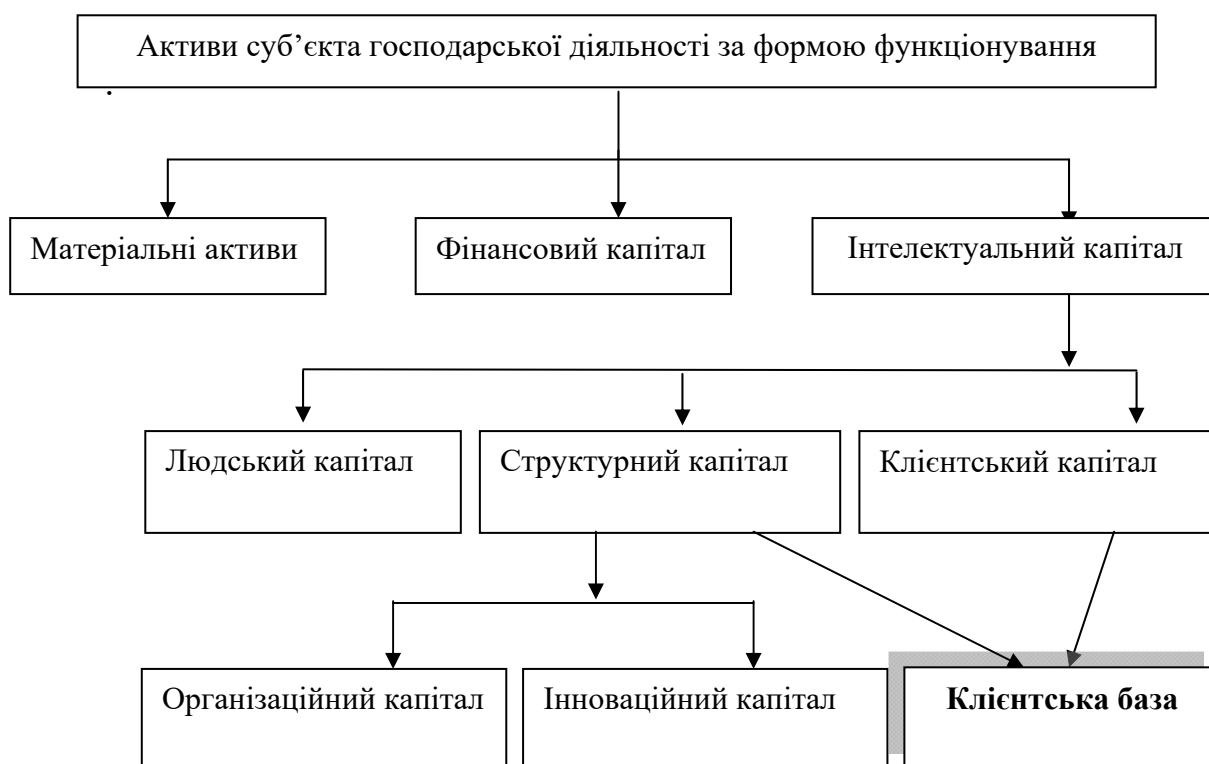 Активи суб’єкта господарської діяльності за формою функціонування
.
Матеріальні активи
Фінансовий капітал
Інтелектуальний капітал
Людський капітал
Структурний капітал
Клієнтський капітал
Організаційний капітал
Інноваційний капітал
Клієнтська база